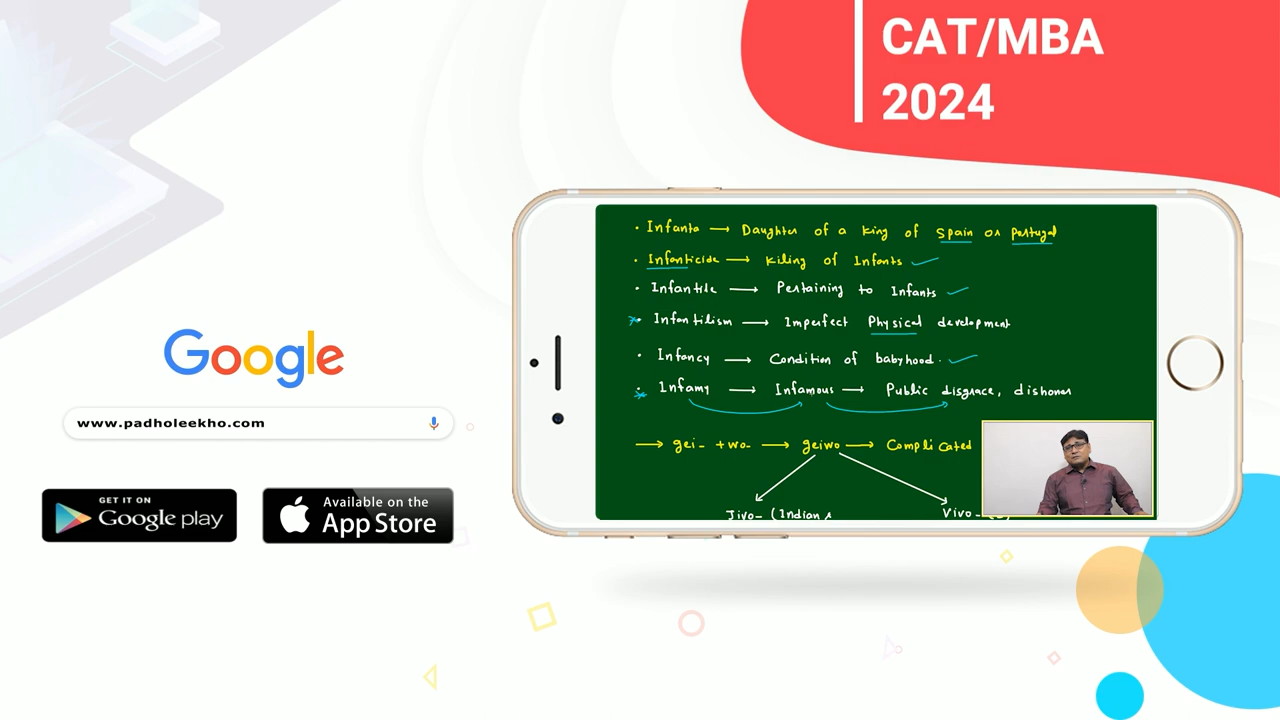 CAT/MBA
2024
Google
www.padholeekho.com
GET IT ON
Google play
Available on the
App Store
• Infanta → Daughter of a King of Spain or Portugal
• Infanticide → Killing of Infants
• Infantile → Pertaining to Infants
• Infantilism → Imperfect Physical development
• Infancy → Condition of babyhood.
• Infamy → Infamous → Public disgrace, dishonor
→ gei- + wo- → geiwo → Complicated
Jivo- (Indian
Vivo-